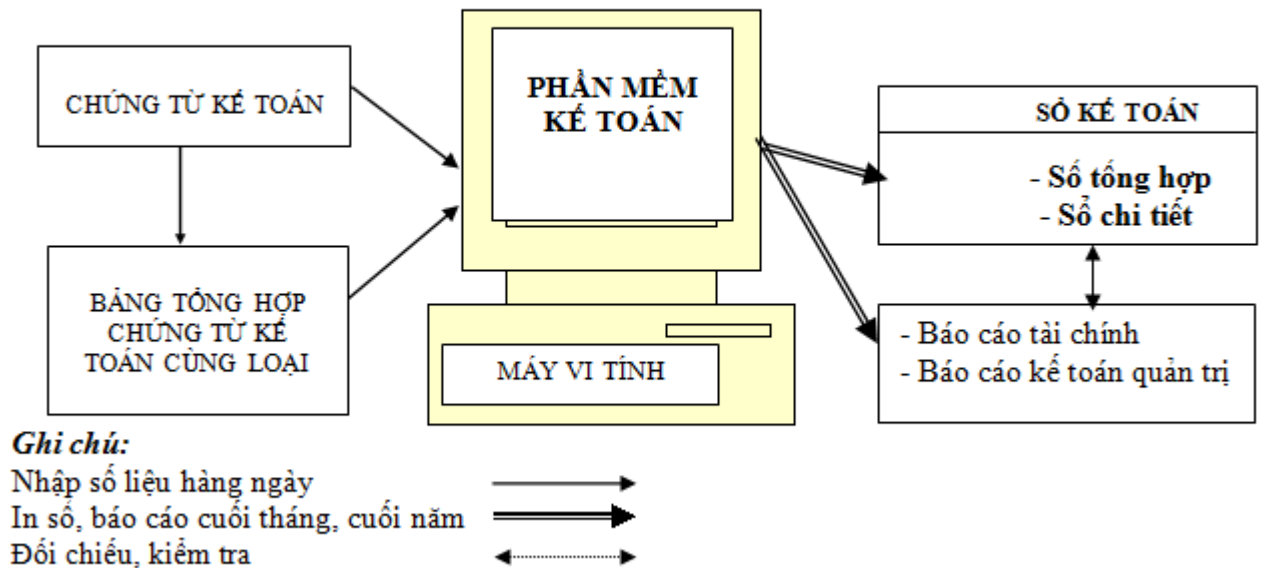 CHỨNG TỪ KẾ TOÁN
BẢNG TỔNG HỢP
CHỨNG TỪ KẾ
TOÁN CÙNG LOẠI
PHẦN MỀM
KẾ TOÁN
MÁY VI TÍNH
SỔ KẾ TOÁN
- Sổ tổng hợp
- Sổ chi tiết
- Báo cáo tài chính
- Báo cáo kế toán quản trị
Ghi chú:
Nhập số liệu hàng ngày
In sổ, báo cáo cuối tháng, cuối năm
Đối chiếu, kiểm tra